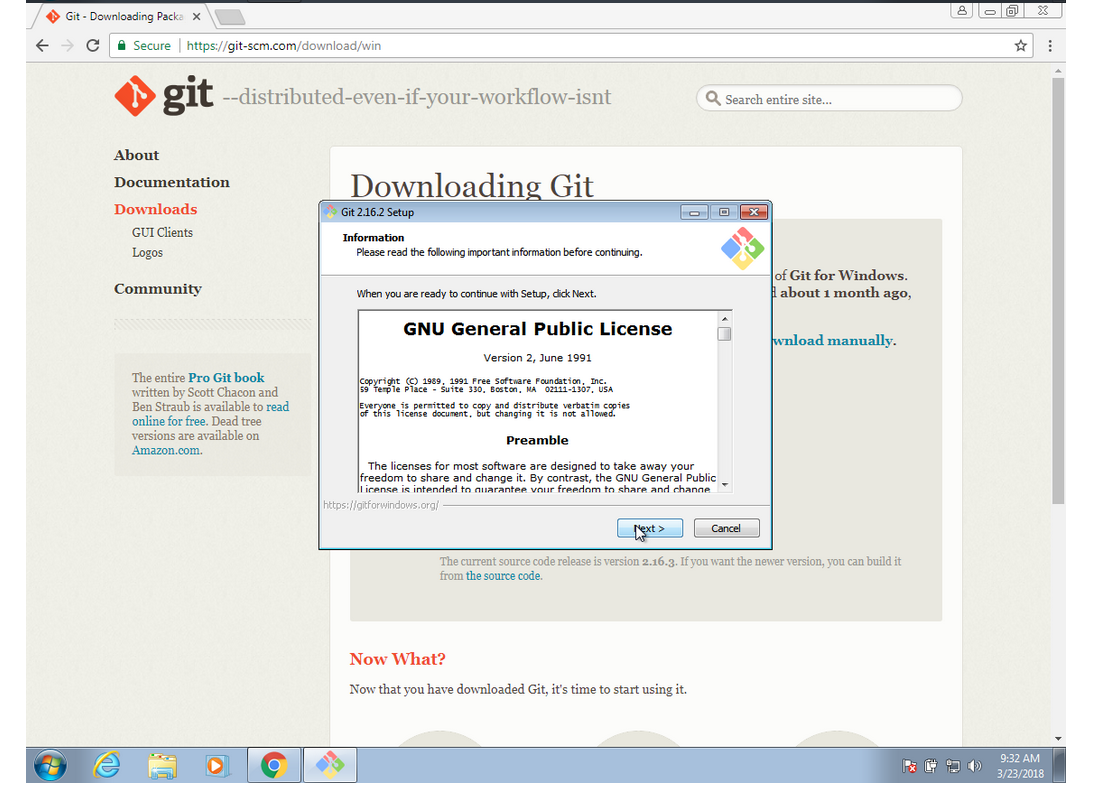 Git - Downloading Packa
Secure
https://git-scm.com/download/win
git --distributed-even-if-your-workflow-isnt
Search entire site...
About
Documentation
Downloads
GUI Clients
Logos
Community
The entire Pro Git book
written by Scott Chacon and
Ben Straub is available to read
online for free. Dead tree
versions are available on
Amazon.com.
Downloading Git
of Git for Windows.
about 1 month ago,
wnload manually.
Git 2.16.2 Setup
Information
Please read the following important information before continuing.
When you are ready to continue with Setup, click Next.
GNU General Public License
Version 2, June 1991
Copyright (C) 1989, 1991 Free Software Foundation, Inc.
59 Temple Place - Suite 330, Boston, MA 02111-1307, USA
Everyone is permitted to copy and distribute verbatim copies
of this license document, but changing it is not allowed.
Preamble
The licenses for most software are designed to take away your
freedom to share and change it. By contrast, the GNU General Public
License is intended to guarantee your freedom to share and change
https://gitforwindows.org/
Next >
Cancel
The current source code release is version 2.16.3. If you want the newer version, you can build it
from the source code.
Now What?
Now that you have downloaded Git, it's time to start using it.
9:32 AM
3/23/2018